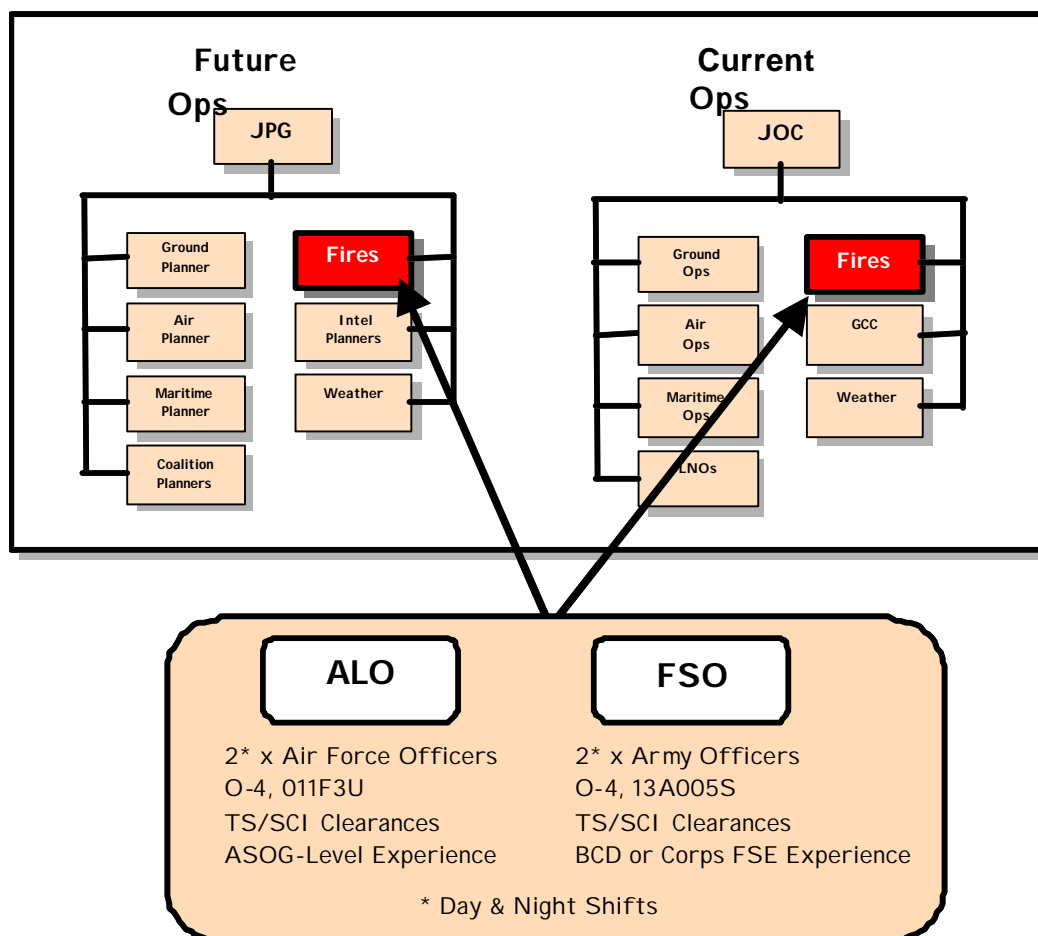 Future
Ops
JPG
Ground
Planner
Air
Planner
Maritime
Planner
Coalition
Planners
Fires
Intel
Planners
Weather
Current
Ops
JOC
Ground
Ops
Air
Ops
Maritime
Ops
LNOs
Fires
GCC
Weather
ALO
2* x Air Force Officers
O-4, 011F3U
TS/SCI Clearances
ASOG-Level Experience
FSO
2* x Army Officers
O-4, 13A005S
TS/SCI Clearances
BCD or Corps FSE Experience
* Day & Night Shifts